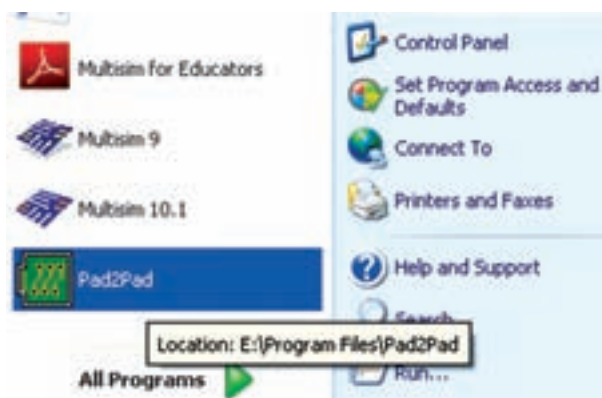 Multisim for Educators
Multisim 9
Multisim 10.1
Pad2Pad
Location: E:\Program Files\Pad2Pad
All Programs
Control Panel
Set Program Access and
Defaults
Connect To
Printers and Faxes
Help and Support
Search...
Run...